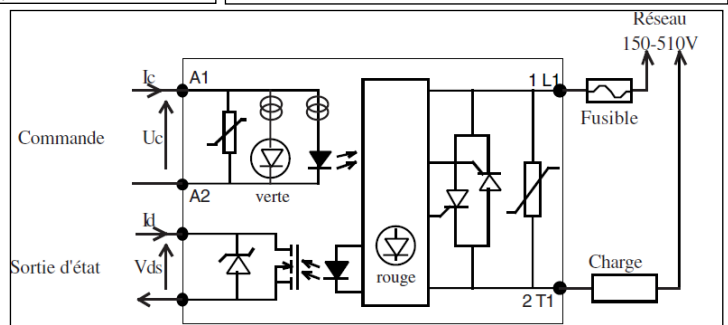 Réseau
150-510V
Ic
A1
1 L1
Fusible
Commande
Uc
A2
verte
Id
Sortie d'état
Vds
rouge
Charge
2 T1